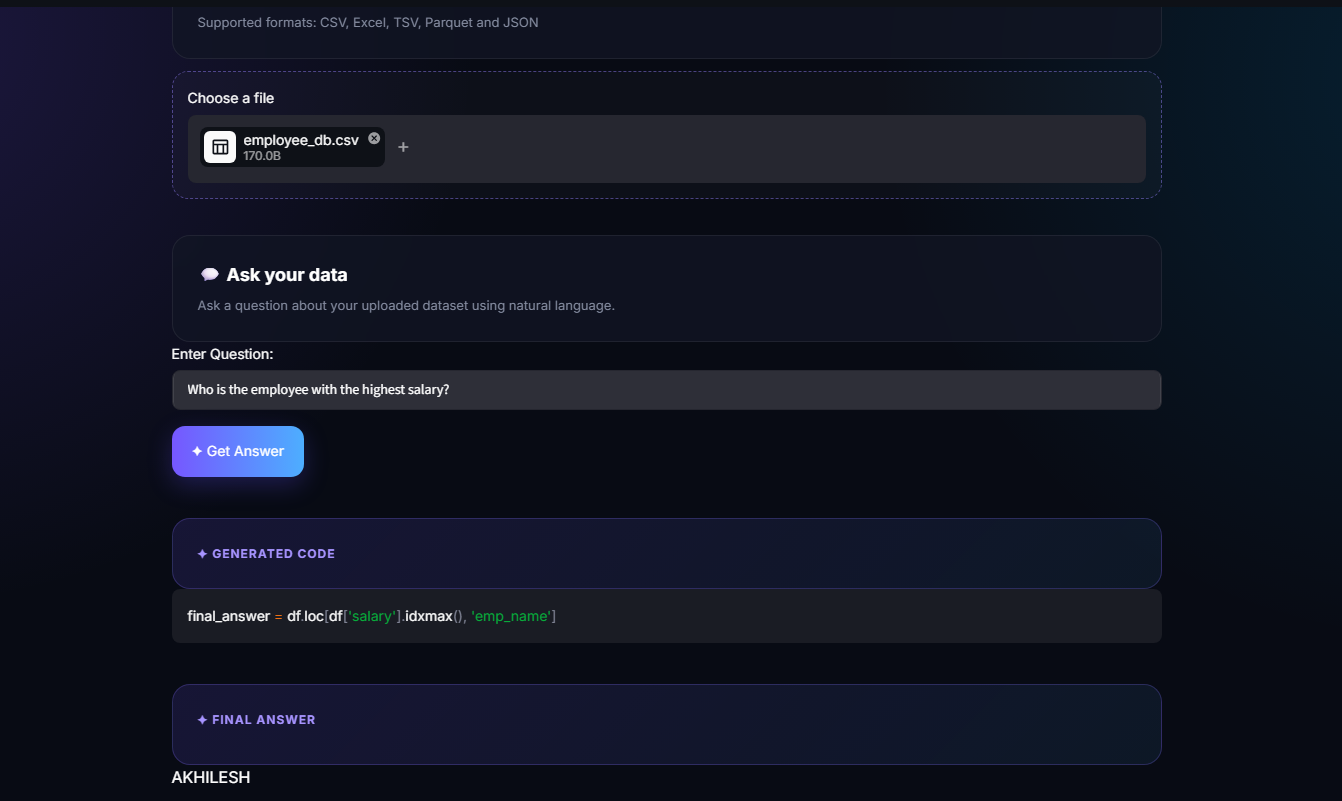 Supported formats: CSV, Excel, TSV, Parquet and JSON
Choose a file
employee_db.csv
170.0B
+
Ask your data
Ask a question about your uploaded dataset using natural language.
Enter Question:
Who is the employee with the highest salary?
✦ Get Answer
✦ GENERATED CODE
final_answer = df.loc[df['salary'].idxmax(), 'emp_name']
✦ FINAL ANSWER
AKHILESH